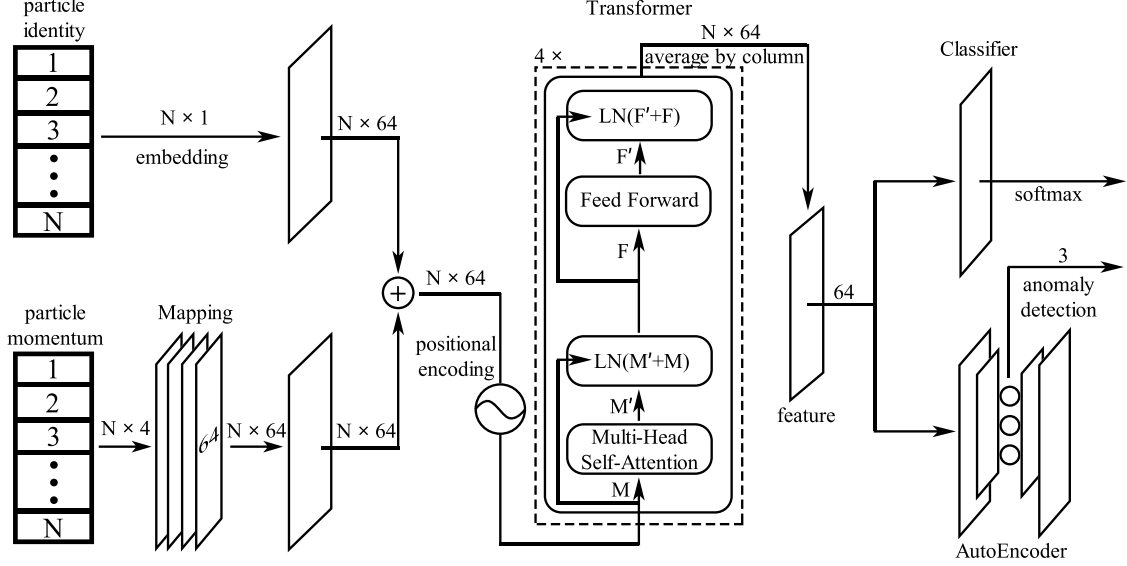 particle
identity
1
2
3
N
N × 1
embedding
N × 64
particle
momentum
1
2
3
N
N × 4
Mapping
64
N × 64
N × 64
+
N × 64
positional
encoding
Transformer
4 ×
N × 64
average by column
LN(F′+F)
F′
Feed Forward
F
LN(M′+M)
M′
Multi-Head
Self-Attention
M
feature
64
Classifier
softmax
3
anomaly
detection
AutoEncoder